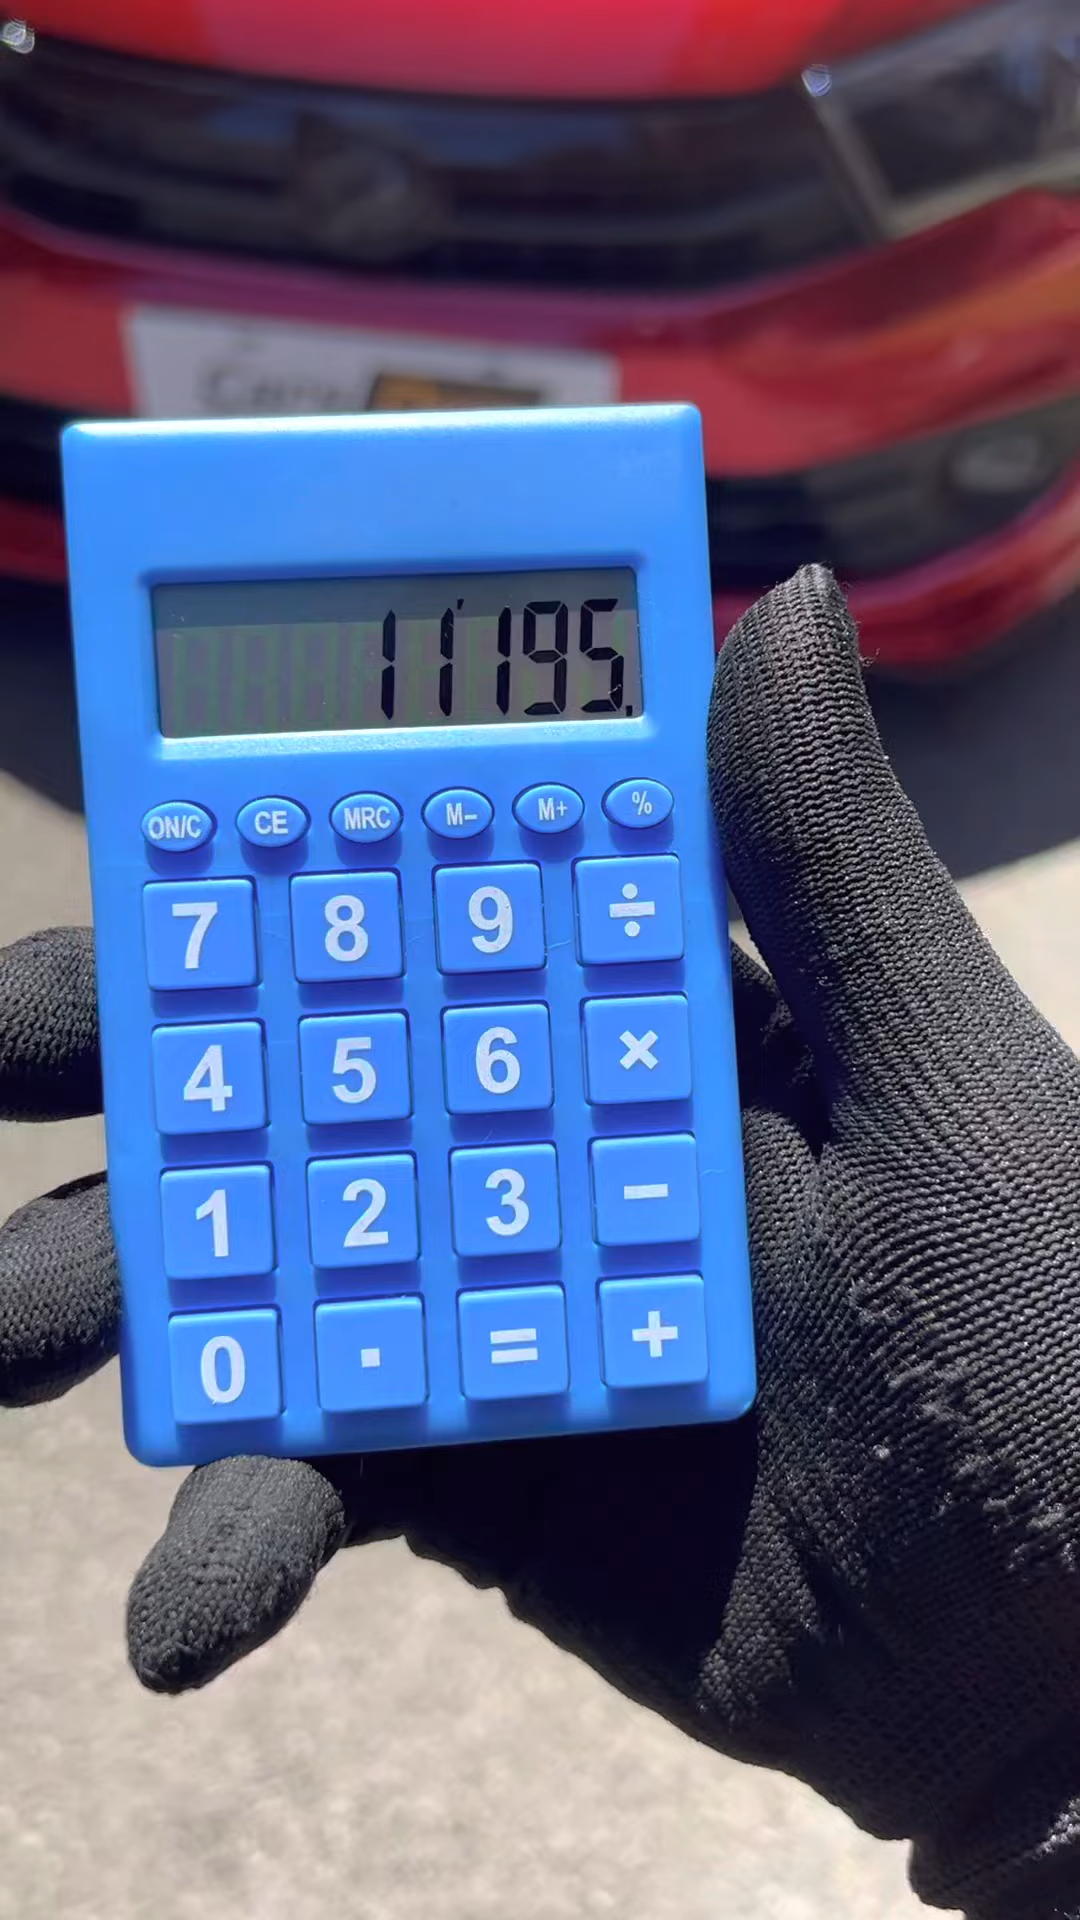 11'195.
ON/C CE MRC M– M+ %
7 8 9 ÷
4 5 6 ×
1 2 3 −
0 . = +